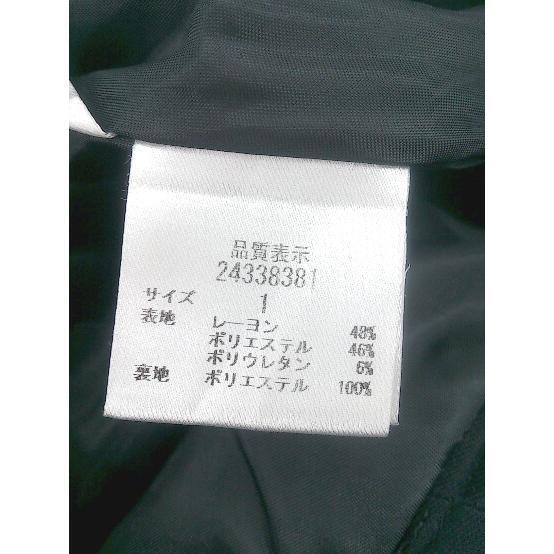 品質表示
24338381
サイズ 1
表地 レーヨン 48%
ポリエステル 46%
ポリウレタン 6%
裏地 ポリエステル 100%